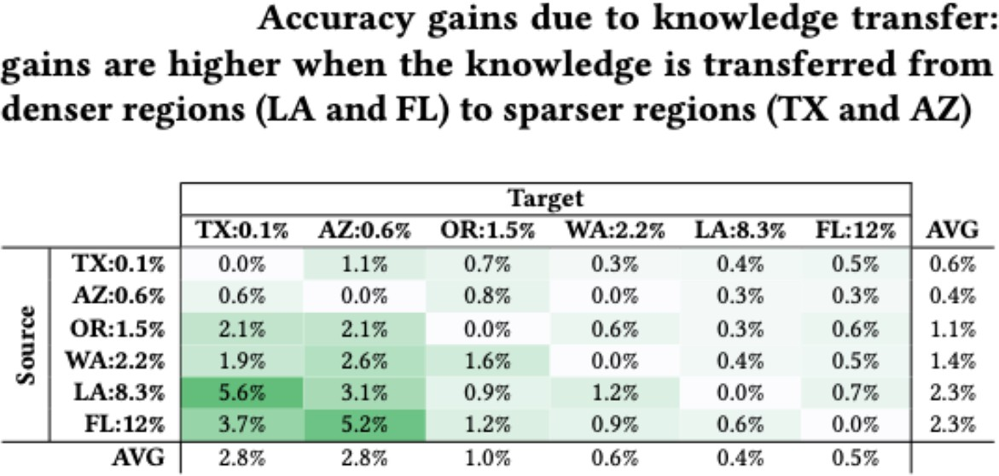 Accuracy gains due to knowledge transfer:
gains are higher when the knowledge is transferred from
denser regions (LA and FL) to sparser regions (TX and AZ)
Target
TX:0.1% AZ:0.6% OR:1.5% WA:2.2% LA:8.3% FL:12% AVG
Source
TX:0.1% 0.0% 1.1% 0.7% 0.3% 0.4% 0.5% 0.6%
AZ:0.6% 0.6% 0.0% 0.8% 0.0% 0.3% 0.3% 0.4%
OR:1.5% 2.1% 2.1% 0.0% 0.6% 0.3% 0.6% 1.1%
WA:2.2% 1.9% 2.6% 1.6% 0.0% 0.4% 0.5% 1.4%
LA:8.3% 5.6% 3.1% 0.9% 1.2% 0.0% 0.7% 2.3%
FL:12% 3.7% 5.2% 1.2% 0.9% 0.6% 0.0% 2.3%
AVG 2.8% 2.8% 1.0% 0.6% 0.4% 0.5%